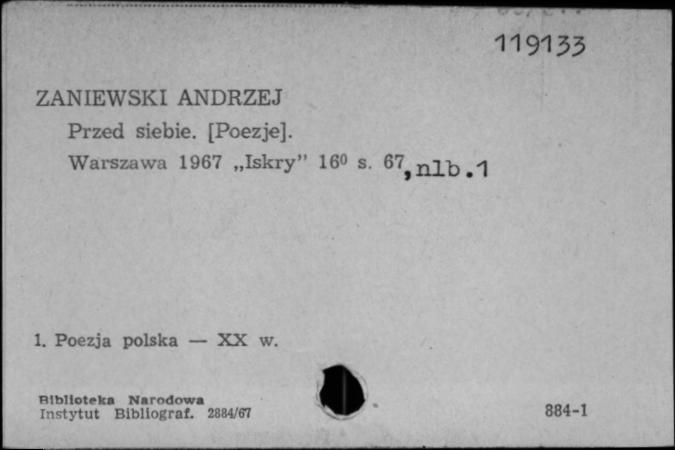 119133
ZANIEWSKI ANDRZEJ
Przed siebie. [Poezje].
Warszawa 1967 „Iskry” 16⁰ s. 67, nlb.1
1. Poezja polska — XX w.
Biblioteka Narodowa
Instytut Bibliograf. 2884/67
884-1